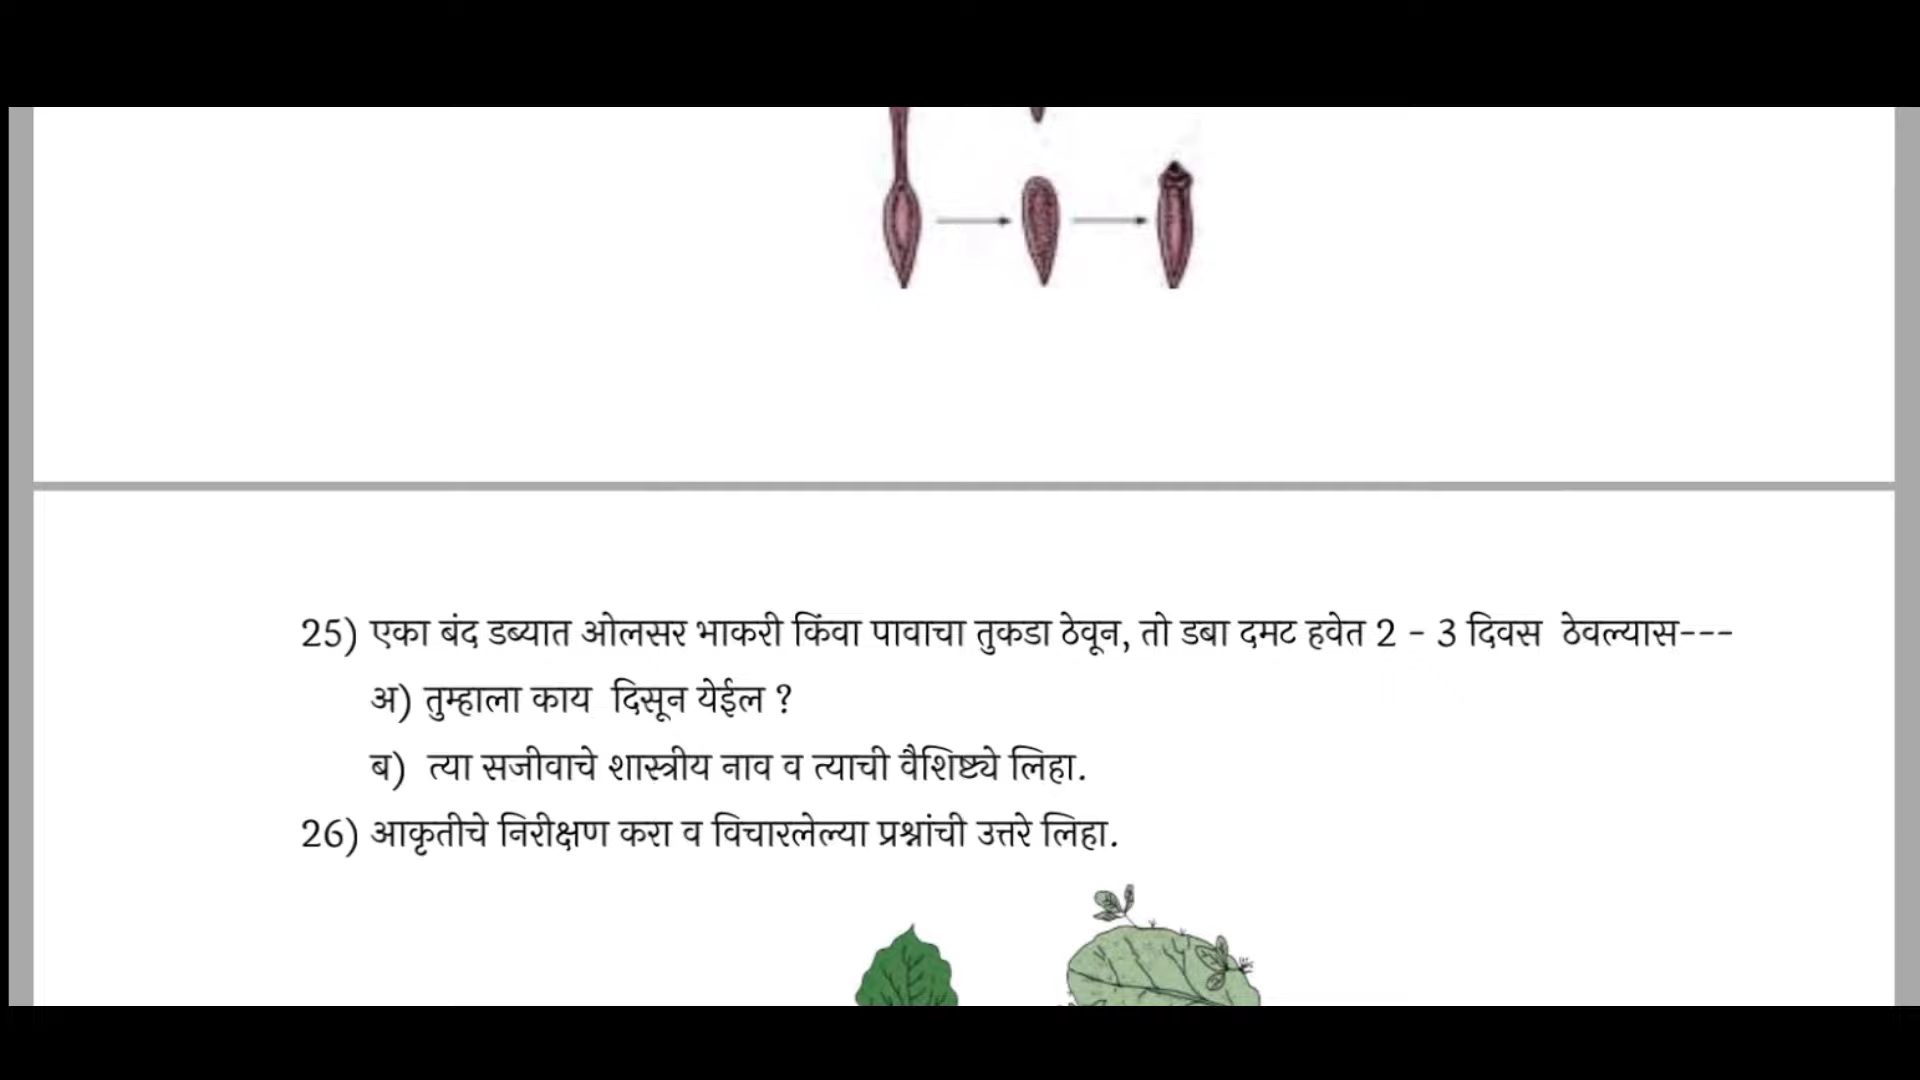 25) एका बंद डब्यात ओलसर भाकरी किंवा पावाचा तुकडा ठेवून, तो डबा दमट हवेत 2 - 3 दिवस ठेवल्यास---
अ) तुम्हाला काय दिसून येईल ?
ब) त्या सजीवाचे शास्त्रीय नाव व त्याची वैशिष्ट्ये लिहा.
26) आकृतीचे निरीक्षण करा व विचारलेल्या प्रश्नांची उत्तरे लिहा.